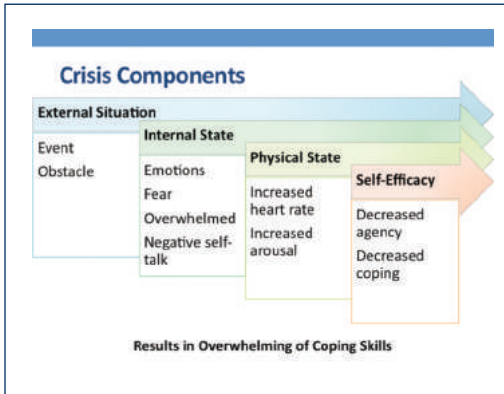 Crisis Components
External Situation
Event
Obstacle
Internal State
Emotions
Fear
Overwhelmed
Negative self-
talk
Physical State
Increased
heart rate
Increased
arousal
Self-Efficacy
Decreased
agency
Decreased
coping
Results in Overwhelming of Coping Skills